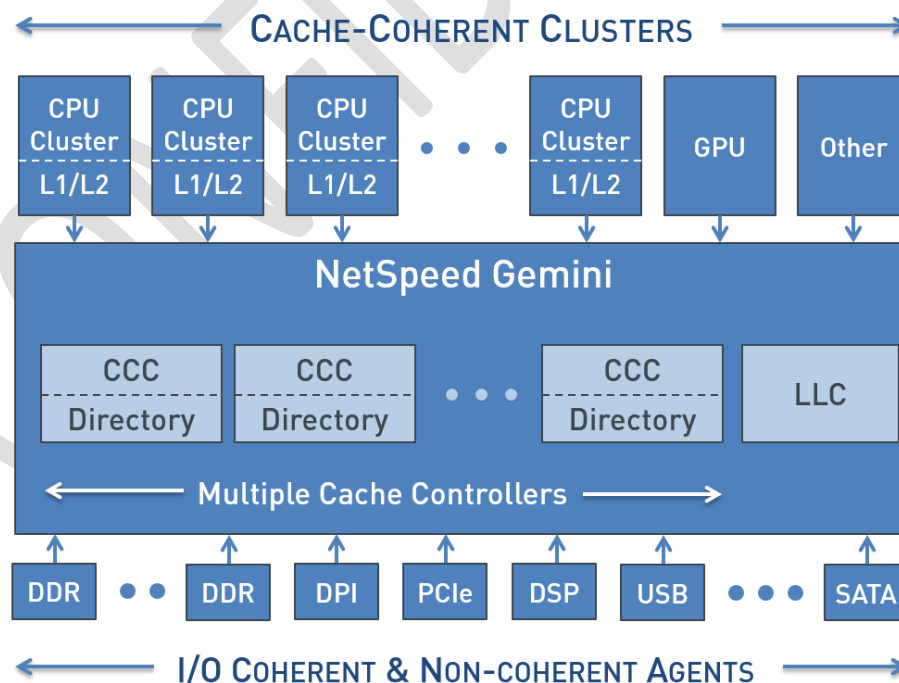 CACHE-COHERENT CLUSTERS
CPU Cluster
L1/L2
CPU Cluster
L1/L2
CPU Cluster
L1/L2
CPU Cluster
L1/L2
GPU
Other
NetSpeed Gemini
CCC
Directory
CCC
Directory
CCC
Directory
LLC
Multiple Cache Controllers
DDR
DDR
DPI
PCIe
DSP
USB
SATA
I/O COHERENT & NON-COHERENT AGENTS